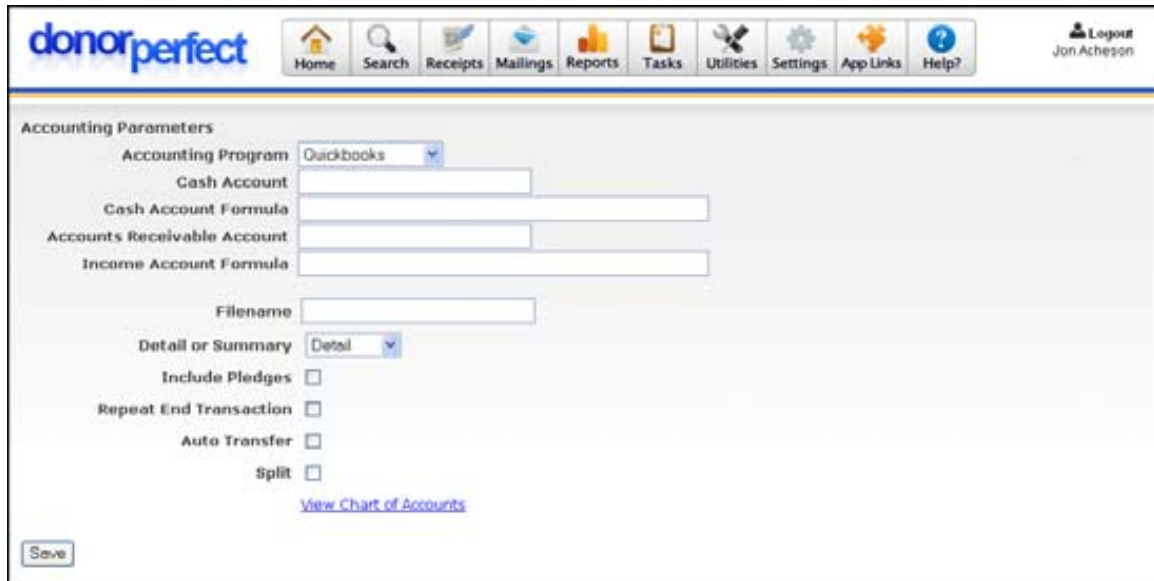 donorperfect
Home Search Receipts Mailings Reports Tasks Utilities Settings App Links Help?
Logout
Jon Acheson
Accounting Parameters
Accounting Program Quickbooks
Cash Account
Cash Account Formula
Accounts Receivable Account
Income Account Formula
Filename
Detail or Summary Detail
Include Pledges
Repeat End Transaction
Auto Transfer
Split
View Chart of Accounts
Save